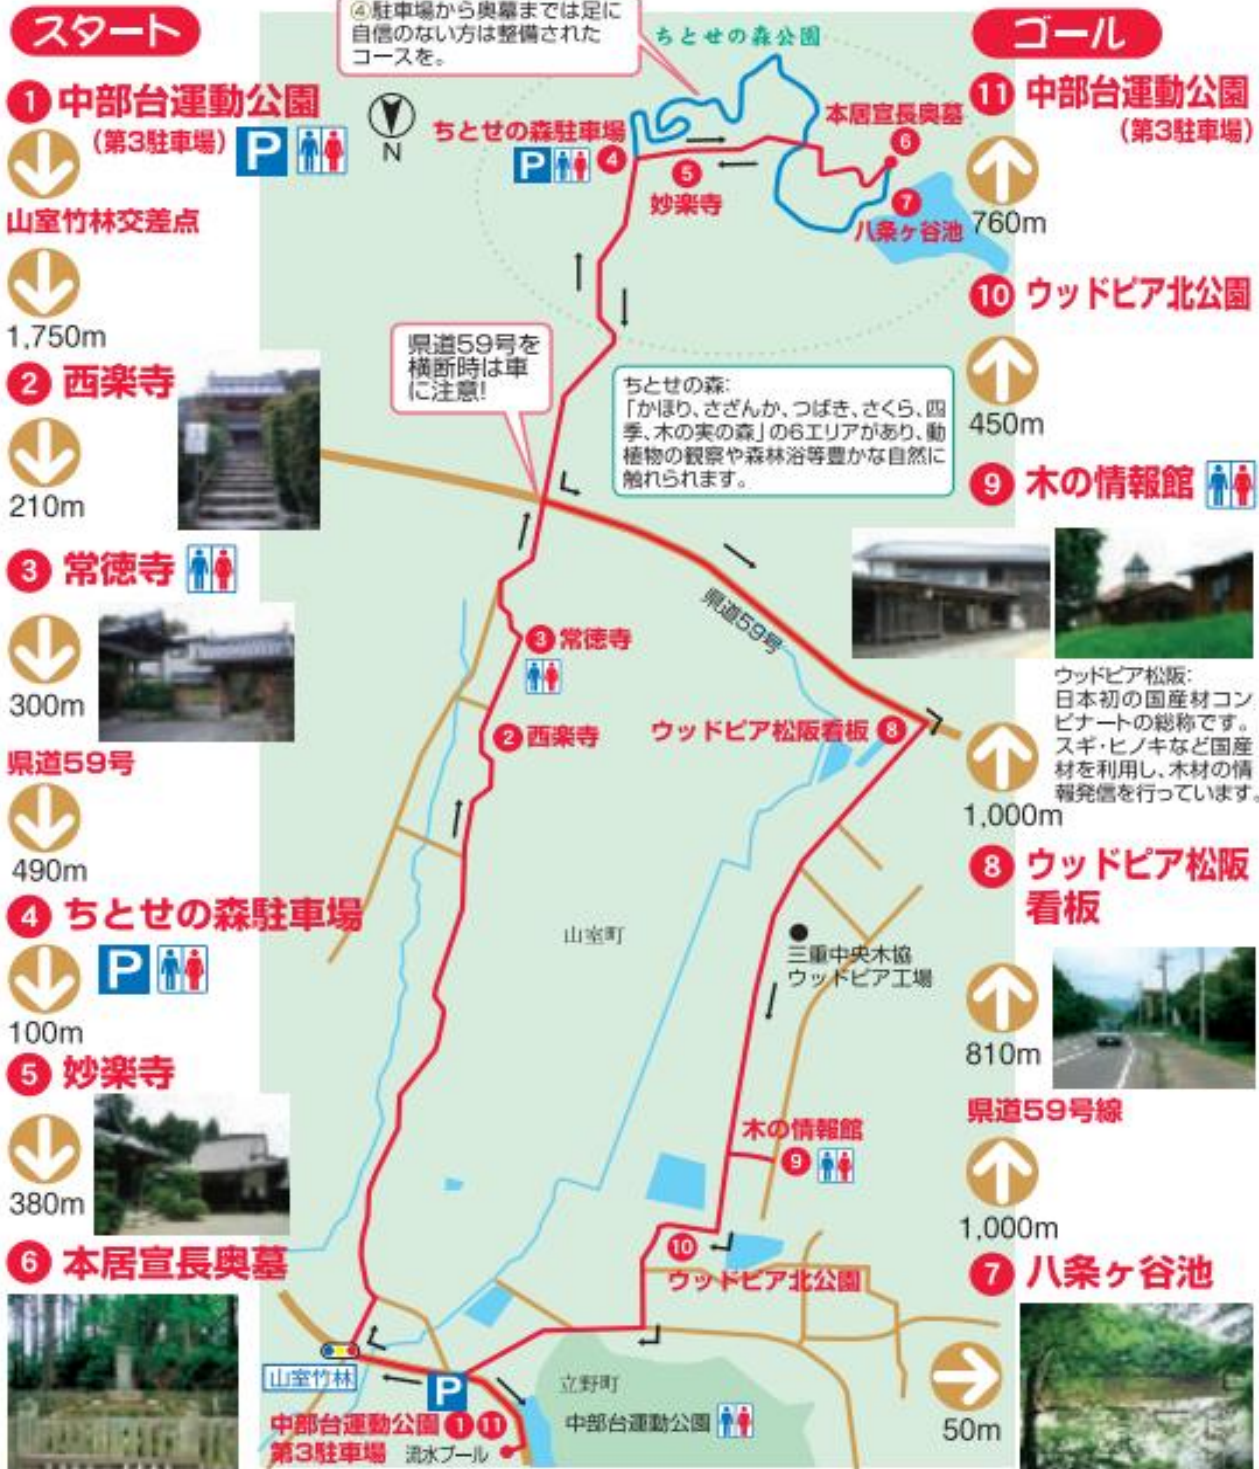 スタート
1 中部台運動公園
(第3駐車場) P
山室竹林交差点
1,750m
2 西楽寺
210m
3 常徳寺
300m
県道59号
490m
4 ちとせの森駐車場
P
100m
5 妙楽寺
380m
6 本居宣長奥墓
④駐車場から奥墓までは足に
自信のない方は整備された
コースを。
N
ちとせの森公園
ちとせの森駐車場
P 4
5
妙楽寺
本居宣長奥墓
6
7
八条ヶ谷池
県道59号を
横断時は車
に注意!
ちとせの森:
「かほり、さざんか、つばき、さくら、四
季、木の実の森」の6エリアがあり、動
植物の観察や森林浴等豊かな自然に
触れられます。
県道59号
3 常徳寺
2 西楽寺
ウッドピア松阪看板 8
山室町
三重中央木協
ウッドピア工場
木の情報館
9
10
ウッドピア北公園
山室竹林
P
立野町
中部台運動公園 1 11
第3駐車場 流水プール
中部台運動公園
ゴール
11 中部台運動公園
(第3駐車場)
760m
10 ウッドピア北公園
450m
9 木の情報館
ウッドピア松阪:
日本初の国産材コン
ビナートの総称です。
スギ・ヒノキなど国産
材を利用し、木材の情
報発信を行っています。
1,000m
8 ウッドピア松阪
看板
810m
県道59号線
1,000m
7 八条ヶ谷池
50m